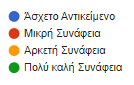 Άσχετο Αντικείμενο
Μικρή Συνάφεια
Αρκετή Συνάφεια
Πολύ καλή Συνάφεια